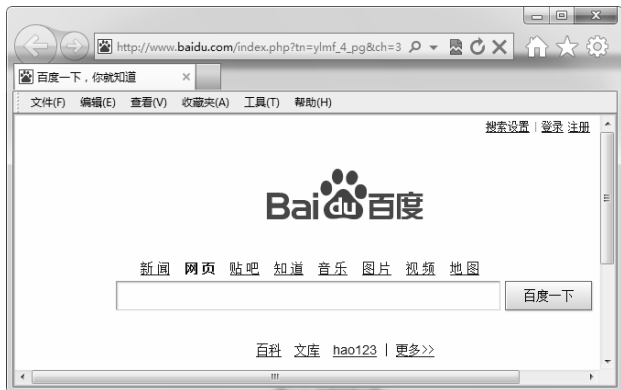 http://www.baidu.com/index.php?tn=ylmf_4_pg&ch=3
百度一下，你就知道
文件(F) 编辑(E) 查看(V) 收藏夹(A) 工具(T) 帮助(H)
搜索设置 | 登录 注册
Bai du 百度
新闻 网页 贴吧 知道 音乐 图片 视频 地图
百度一下
百科 文库 hao123 | 更多>>